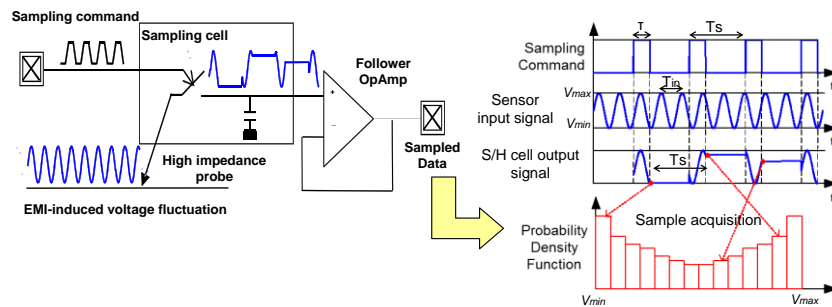 Sampling command
Sampling cell
Follower
OpAmp
+
-
High impedance
probe
Sampled
Data
EMI-induced voltage fluctuation
τ
Ts
Sampling
Command
t
Tin
Vmax
Sensor
input signal
Vmin
t
S/H cell output
signal
Ts
t
Sample acquisition
Probability
Density
Function
Vmin
Vmax